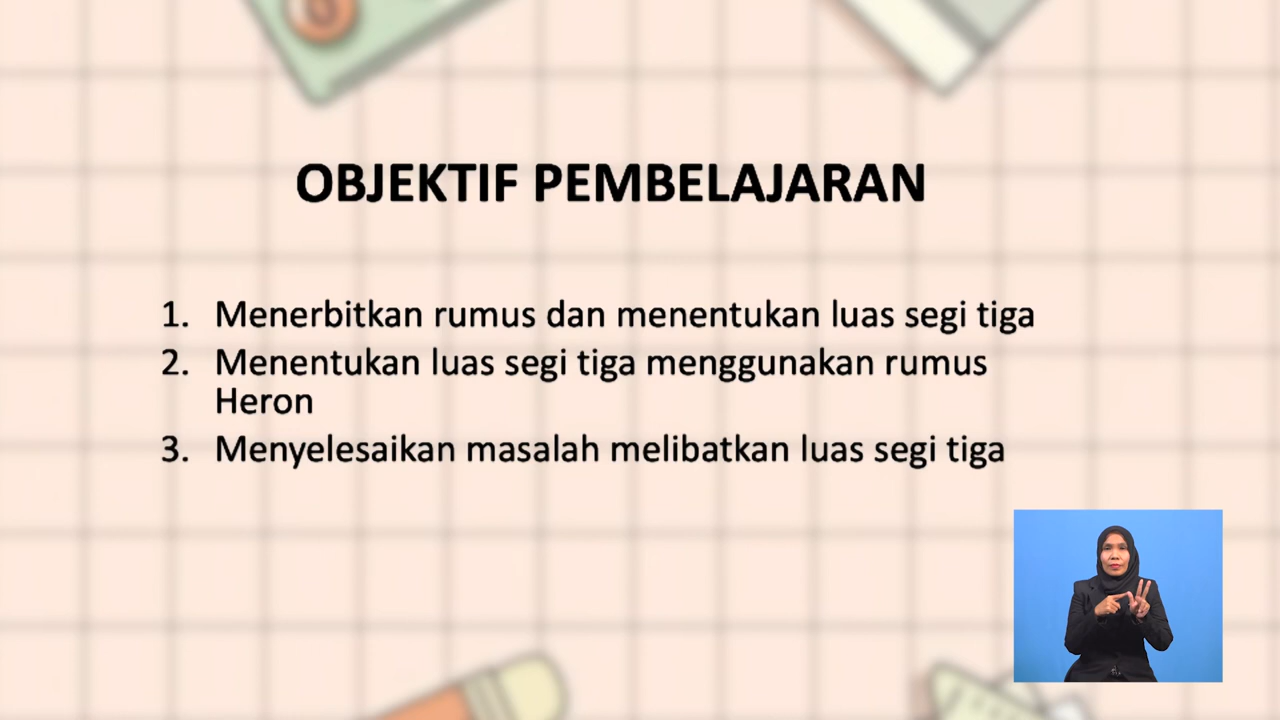 OBJEKTIF PEMBELAJARAN
1. Menerbitkan rumus dan menentukan luas segi tiga
2. Menentukan luas segi tiga menggunakan rumus
Heron
3. Menyelesaikan masalah melibatkan luas segi tiga